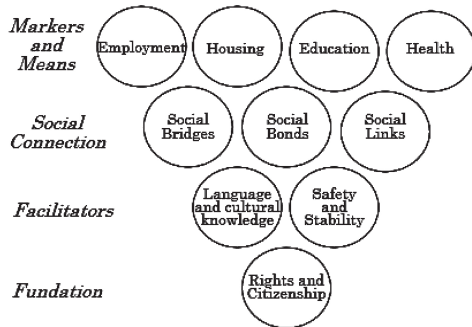 Markers
and
Means
Employment
Housing
Education
Health
Social
Connection
Social
Bridges
Social
Bonds
Social
Links
Facilitators
Language
and cultural
knowledge
Safety
and
Stability
Fundation
Rights and
Citizenship